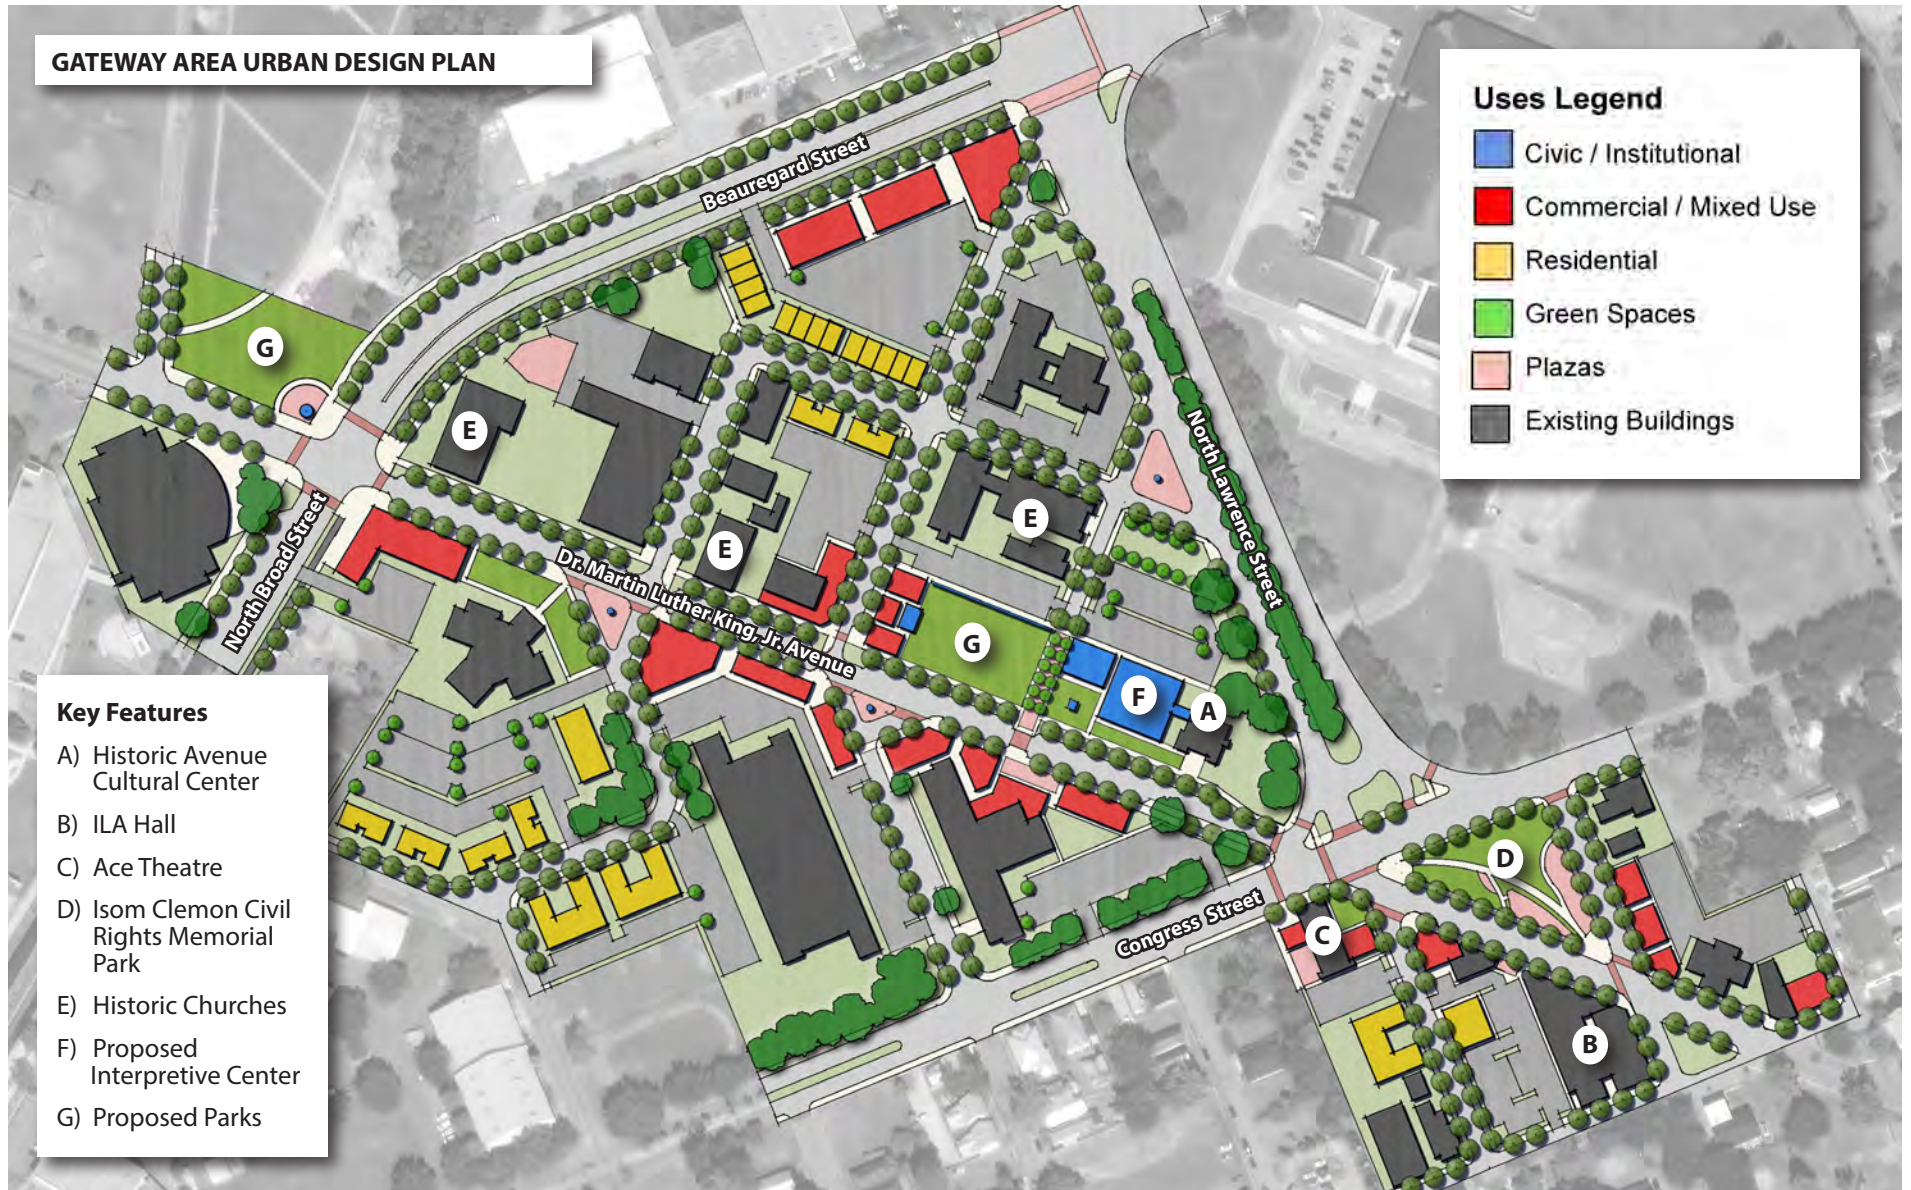 GATEWAY AREA URBAN DESIGN PLAN
Uses Legend
Civic / Institutional
Commercial / Mixed Use
Residential
Green Spaces
Plazas
Existing Buildings
Beauregard Street
North Lawrence Street
North Broad Street
Dr. Martin Luther King, Jr. Avenue
Congress Street
G
E
E
E
G
F
A
D
C
B
Key Features
A) Historic Avenue
Cultural Center
B) ILA Hall
C) Ace Theatre
D) Isom Clemon Civil
Rights Memorial
Park
E) Historic Churches
F) Proposed
Interpretive Center
G) Proposed Parks